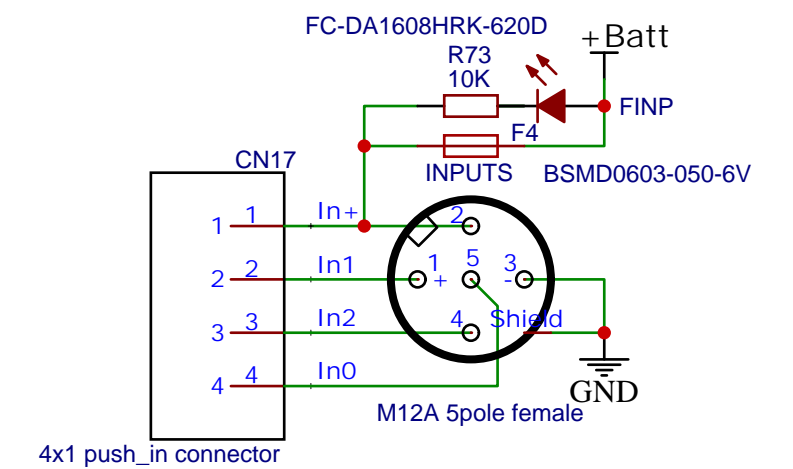 FC-DA1608HRK-620D
+Batt
R73
10K
FINP
F4
INPUTS
BSMD0603-050-6V
CN17
1 1 In+ 2
2 2 In1 1 + 5 3 -
3 3 In2 4 Shield
4 4 In0
GND
M12A 5pole female
4x1 push_in connector